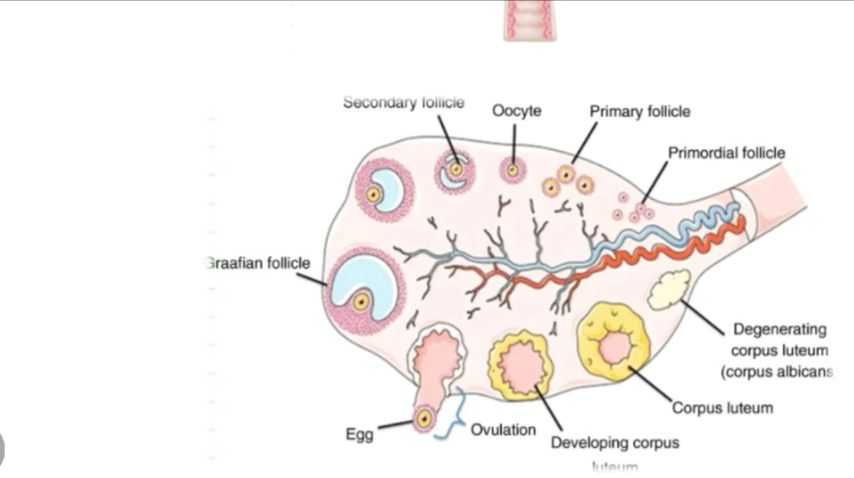 Secondary follicle
Oocyte
Primary follicle
Primordial follicle
Graafian follicle
Degenerating
corpus luteum
(corpus albicans
Corpus luteum
Egg
Ovulation
Developing corpus
luteum